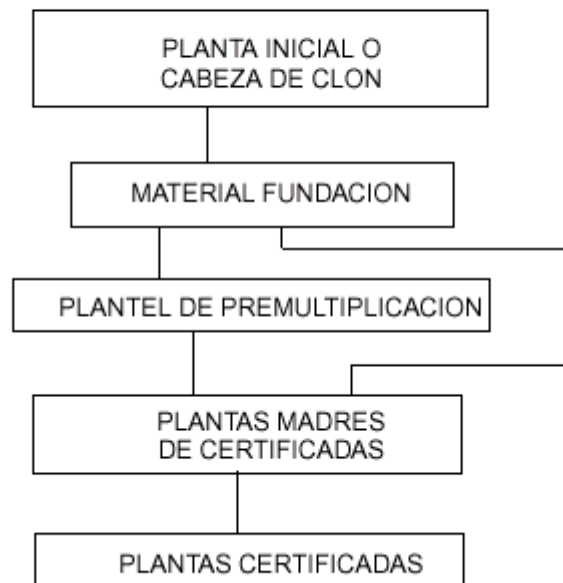 PLANTA INICIAL O
CABEZA DE CLON
MATERIAL FUNDACION
PLANTEL DE PREMULTIPLICACION
PLANTAS MADRES
DE CERTIFICADAS
PLANTAS CERTIFICADAS